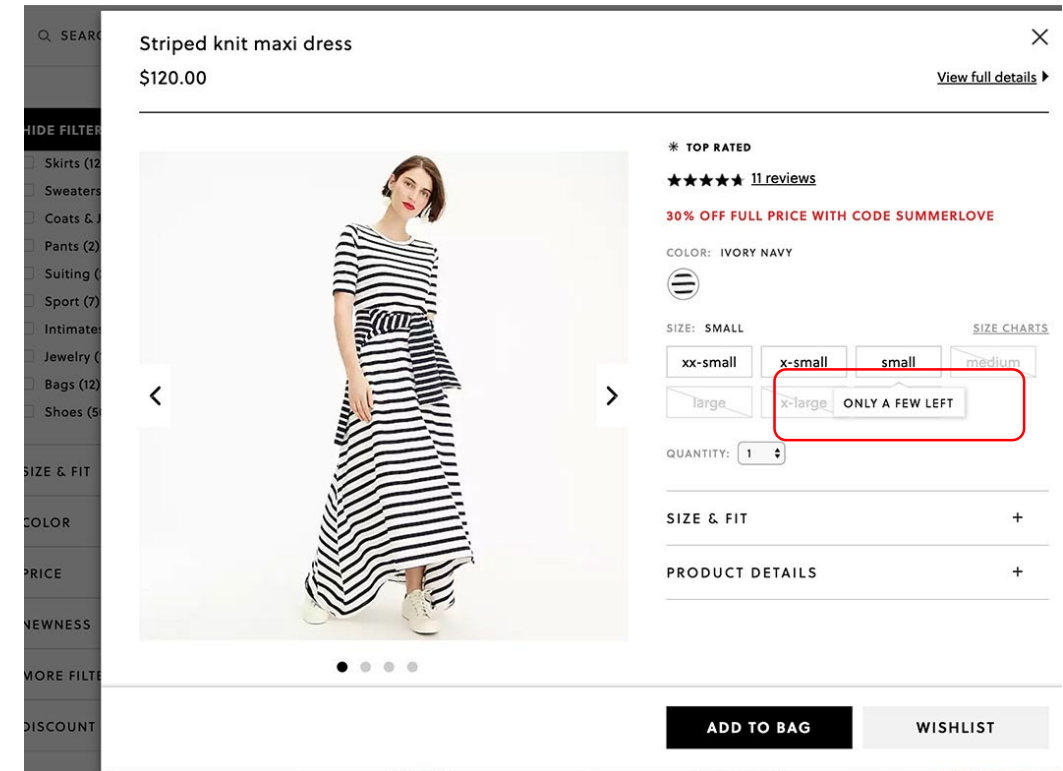 SEARC
Striped knit maxi dress
$120.00
View full details
HIDE FILTER
Skirts (12
Sweaters
Coats & J
Pants (2)
Suiting (
Sport (7)
Intimates
Jewelry (
Bags (12)
Shoes (50
SIZE & FIT
COLOR
PRICE
NEWNESS
MORE FILTE
DISCOUNT
TOP RATED
11 reviews
30% OFF FULL PRICE WITH CODE SUMMERLOVE
COLOR: IVORY NAVY
SIZE: SMALL
SIZE CHARTS
xx-small x-small small medium
large x-large ONLY A FEW LEFT
QUANTITY: 1
SIZE & FIT +
PRODUCT DETAILS +
ADD TO BAG WISHLIST